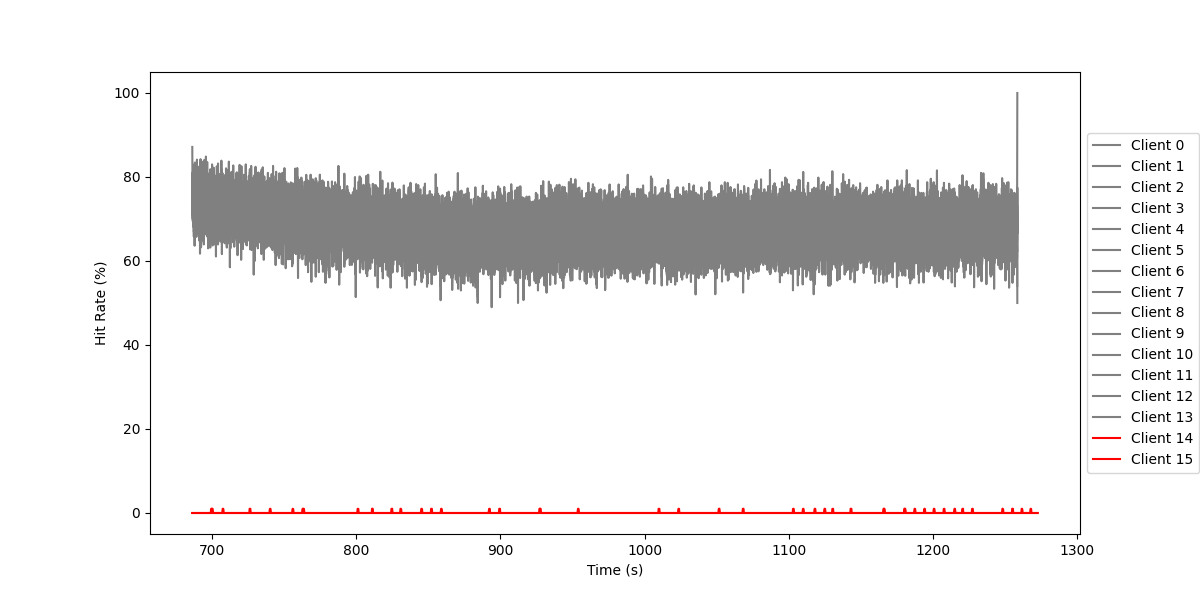 100
80
60
40
20
0
Hit Rate (%)
700 800 900 1000 1100 1200 1300
Time (s)
Client 0
Client 1
Client 2
Client 3
Client 4
Client 5
Client 6
Client 7
Client 8
Client 9
Client 10
Client 11
Client 12
Client 13
Client 14
Client 15